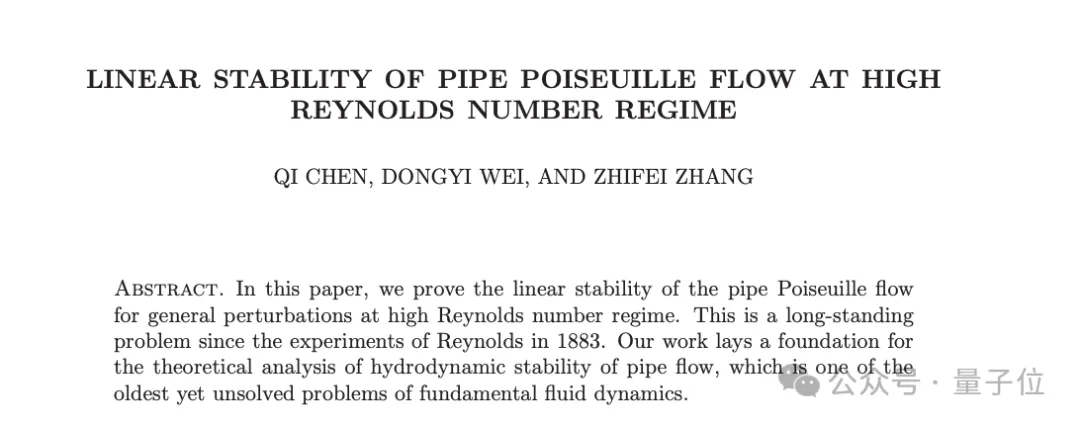 LINEAR STABILITY OF PIPE POISEUILLE FLOW AT HIGH
REYNOLDS NUMBER REGIME
QI CHEN, DONGYI WEI, AND ZHIFEI ZHANG
ABSTRACT. In this paper, we prove the linear stability of the pipe Poiseuille flow
for general perturbations at high Reynolds number regime. This is a long-standing
problem since the experiments of Reynolds in 1883. Our work lays a foundation for
the theoretical analysis of hydrodynamic stability of pipe flow, which is one of the
oldest yet unsolved problems of fundamental fluid dynamics.
公众号 · 量子位